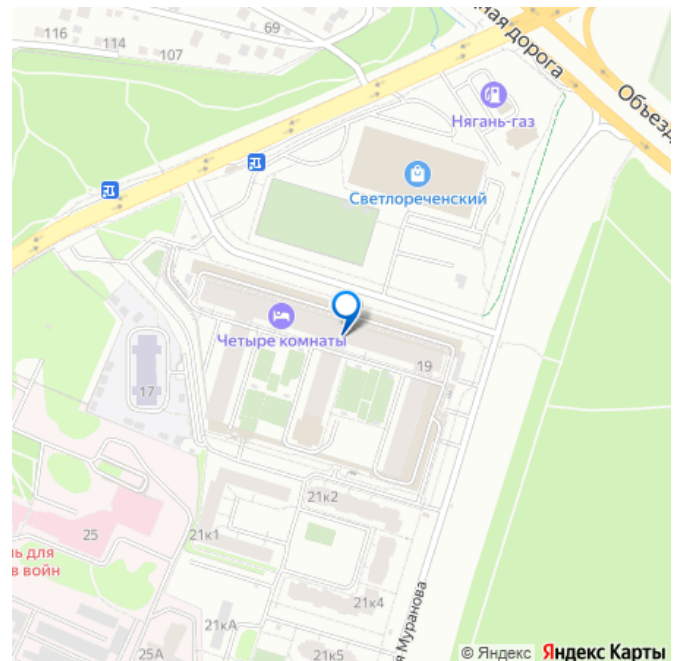 69
116
114
107
ная дорога
Объезд
Нягань-газ
Светлореченский
Четыре комнаты
19
17
21к2
25
21к1
ль для
в войн
21к4
я Муранова
21кА
25А
21к5
© Яндекс Яндекс Карты